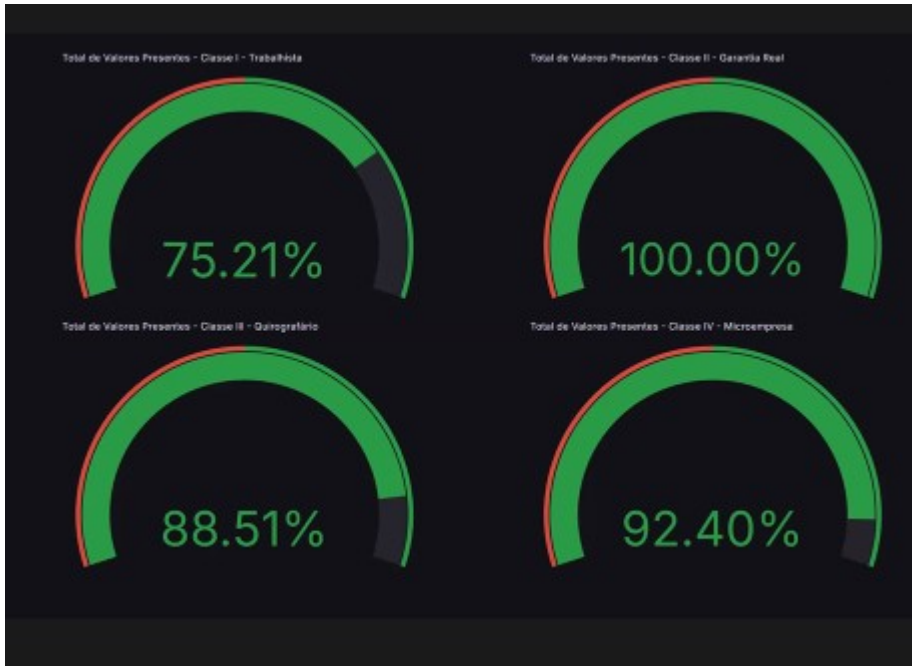 Total de Valores Presentes - Classe I - Trabalhista
75.21%
Total de Valores Presentes - Classe II - Garantia Real
100.00%
Total de Valores Presentes - Classe III - Quirografário
88.51%
Total de Valores Presentes - Classe IV - Microempresa
92.40%